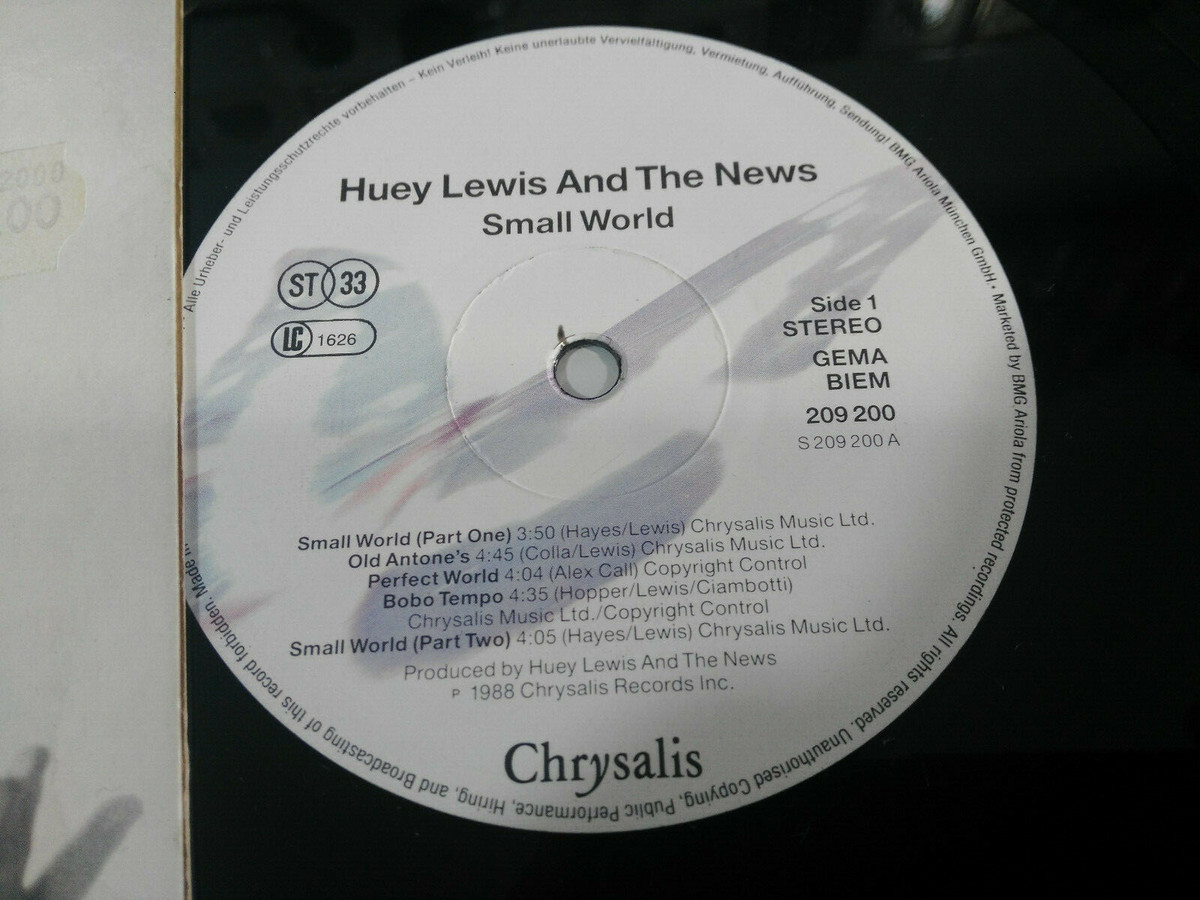 2000
.00
Alle Urheber- und Leistungsschutzrechte vorbehalten – Kein Verleih! Keine unerlaubte Vervielfältigung, Vermietung, Aufführung, Sendung! BMG Ariola München GmbH • Marketed by BMG Ariola from protected recordings. All rights reserved. Unauthorised Copying, Public Performance, Hiring, and Broadcasting of this record forbidden. Made
Huey Lewis And The News
Small World
ST 33
LC 1626
Side 1
STEREO
GEMA
BIEM
209 200
S 209 200 A
Small World (Part One) 3:50 (Hayes/Lewis) Chrysalis Music Ltd.
Old Antone's 4:45 (Colla/Lewis) Chrysalis Music Ltd.
Perfect World 4:04 (Alex Call) Copyright Control
Bobo Tempo 4:35 (Hopper/Lewis/Ciambotti)
Chrysalis Music Ltd./Copyright Control
Small World (Part Two) 4:05 (Hayes/Lewis) Chrysalis Music Ltd.
Produced by Huey Lewis And The News
P 1988 Chrysalis Records Inc.
Chrysalis